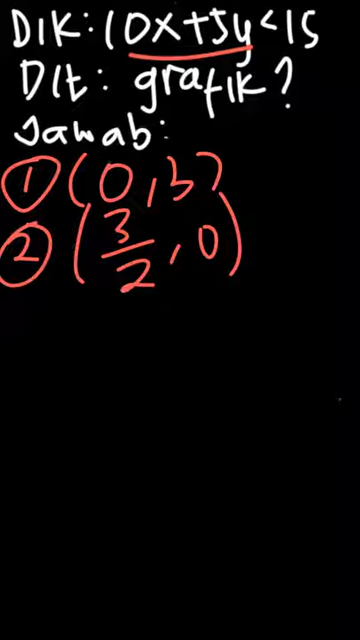 DIK: 10x+5y<15
DIt: grafik?
Jawab:
① (0,3)
② (3/2, 0)